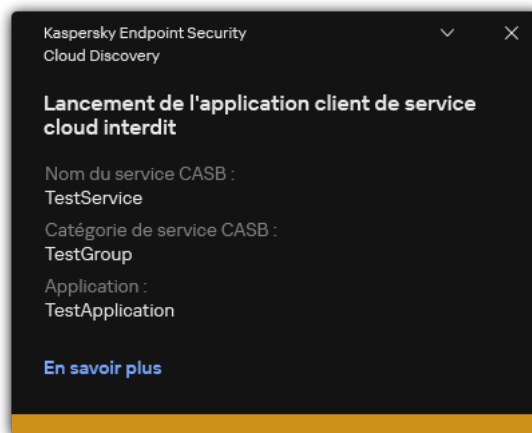 Kaspersky Endpoint Security
Cloud Discovery
Lancement de l'application client de service
cloud interdit
Nom du service CASB :
TestService
Catégorie de service CASB :
TestGroup
Application :
TestApplication
En savoir plus